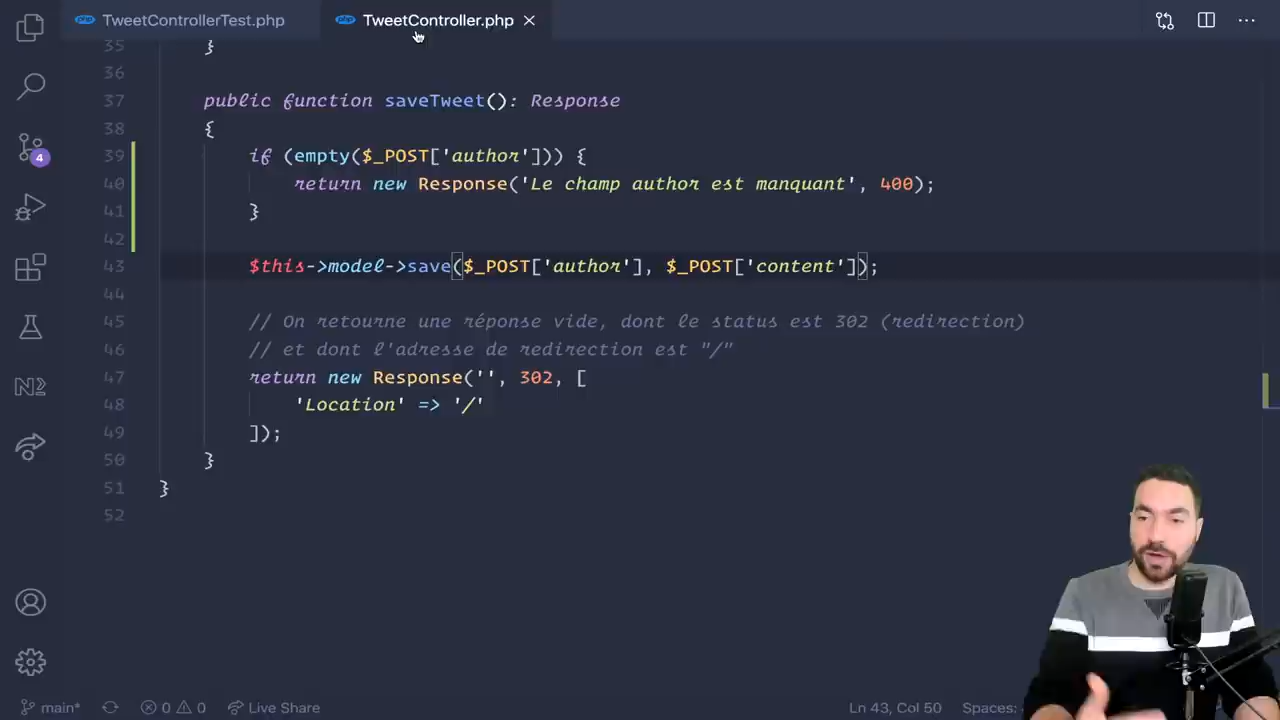 TweetControllerTest.php
TweetController.php
35 }
36
37 public function saveTweet(): Response
38 {
39 if (empty($_POST['author'])) {
40 return new Response('Le champ author est manquant', 400);
41 }
42
43 $this->model->save($_POST['author'], $_POST['content']);
44
45 // On retourne une réponse vide, dont le status est 302 (redirection)
46 // et dont l'adresse de redirection est "/"
47 return new Response('', 302, [
48 'Location' => '/'
49 ]);
50 }
51 }
52
4
main* 0 0 Live Share Ln 43, Col 50 Spaces: